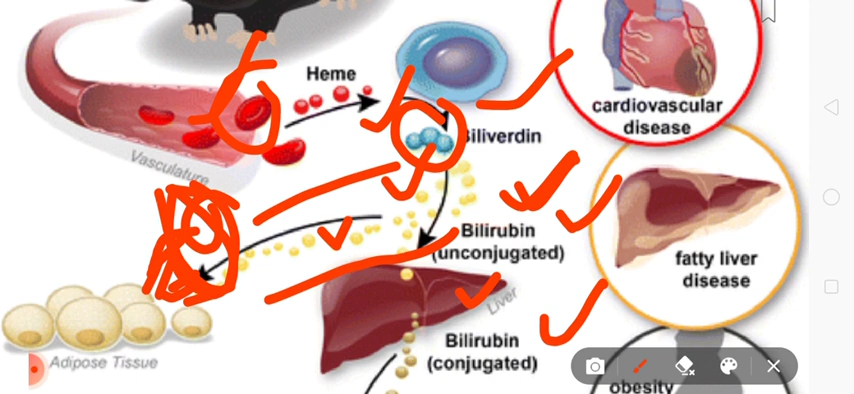 Heme
cardiovascular
disease
Biliverdin
Vasculature
Bilirubin
(unconjugated)
fatty liver
disease
Liver
Bilirubin
(conjugated)
Adipose Tissue
obesity